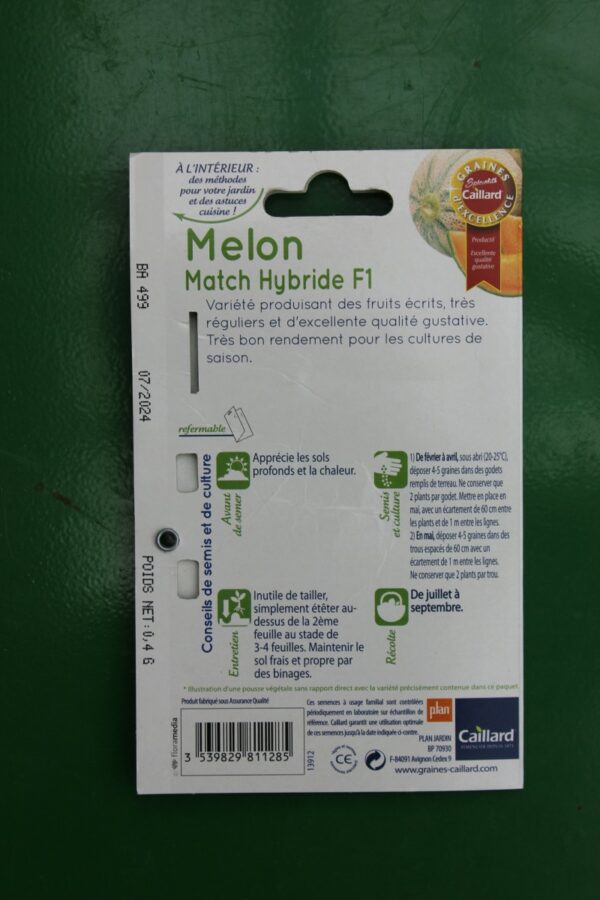 À L'INTÉRIEUR :
des méthodes
pour votre jardin
et des astuces
cuisine !
GRAINES
Spécialité
Caillard
D'EXCELLENCE
Productif
Excellente
qualité
gustative
Melon
Match Hybride F1
Variété produisant des fruits écrits, très
réguliers et d'excellente qualité gustative.
Très bon rendement pour les cultures de
saison.
BA 499
07/2024
POIDS NET:0,4 G
refermable
Conseils de semis et de culture
Avant
de semer
Apprécie les sols
profonds et la chaleur.
Semis
et culture
1) De février à avril, sous abri (20-25°C),
déposer 4-5 graines dans des godets
remplis de terreau. Ne conserver que
2 plants par godet. Mettre en place en
mai, avec un écartement de 60 cm entre
les plants et de 1 m entre les lignes.
2) En mai, déposer 4-5 graines dans des
trous espacés de 60 cm avec un
écartement de 1 m entre les lignes.
Ne conserver que 2 plants par trou.
Entretien
Inutile de tailler,
simplement étêter au-
dessus de la 2ème
feuille au stade de
3-4 feuilles. Maintenir le
sol frais et propre par
des binages.
Récolte
De juillet à
septembre.
* Illustration d'une pousse végétale sans rapport direct avec la variété précisément contenue dans ce paquet.
Produit fabriqué sous Assurance Qualité
3 539829 811285
© floramedia
13912
Ces semences à usage familial sont contrôlées
périodiquement en laboratoire sur échantillon de
référence. Caillard garantit une utilisation optimale
de ces semences jusqu'à la date indiquée ci-contre.
CE
plan
PLAN JARDIN
BP 70930
F-84091 Avignon Cedex 9
www.graines-caillard.com
Caillard